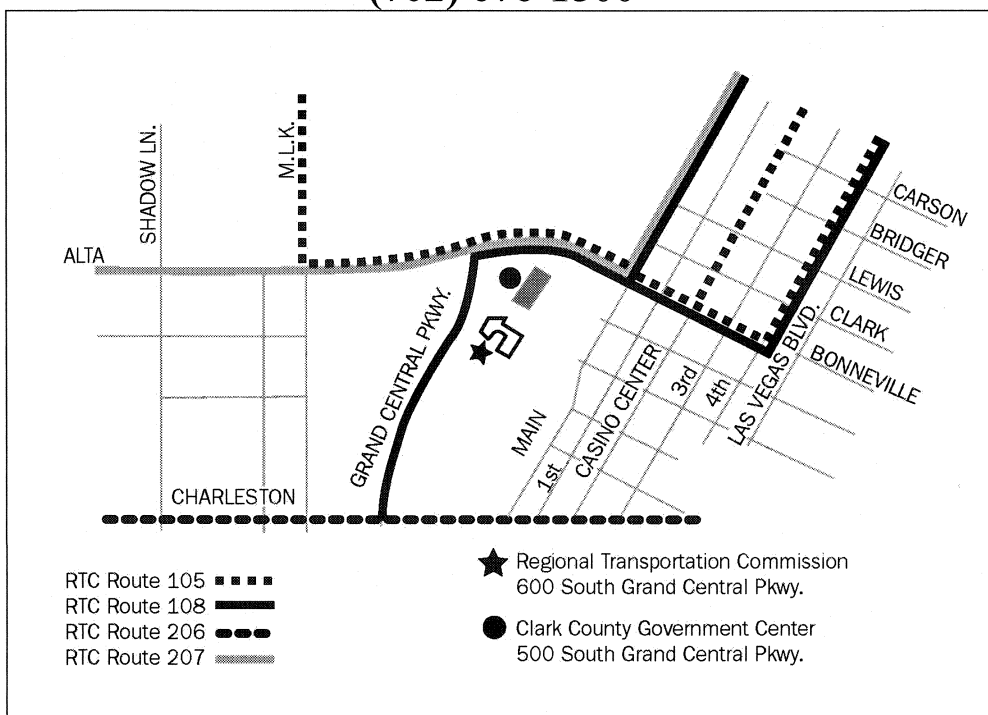 SHADOW LN.
M.L.K.
ALTA
CARSON
BRIDGER
LEWIS
CLARK
BONNEVILLE
GRAND CENTRAL PKWY.
MAIN
1st
CASINO CENTER
3rd
4th
LAS VEGAS BLVD.
CHARLESTON
RTC Route 105
RTC Route 108
RTC Route 206
RTC Route 207
Regional Transportation Commission
600 South Grand Central Pkwy.
Clark County Government Center
500 South Grand Central Pkwy.